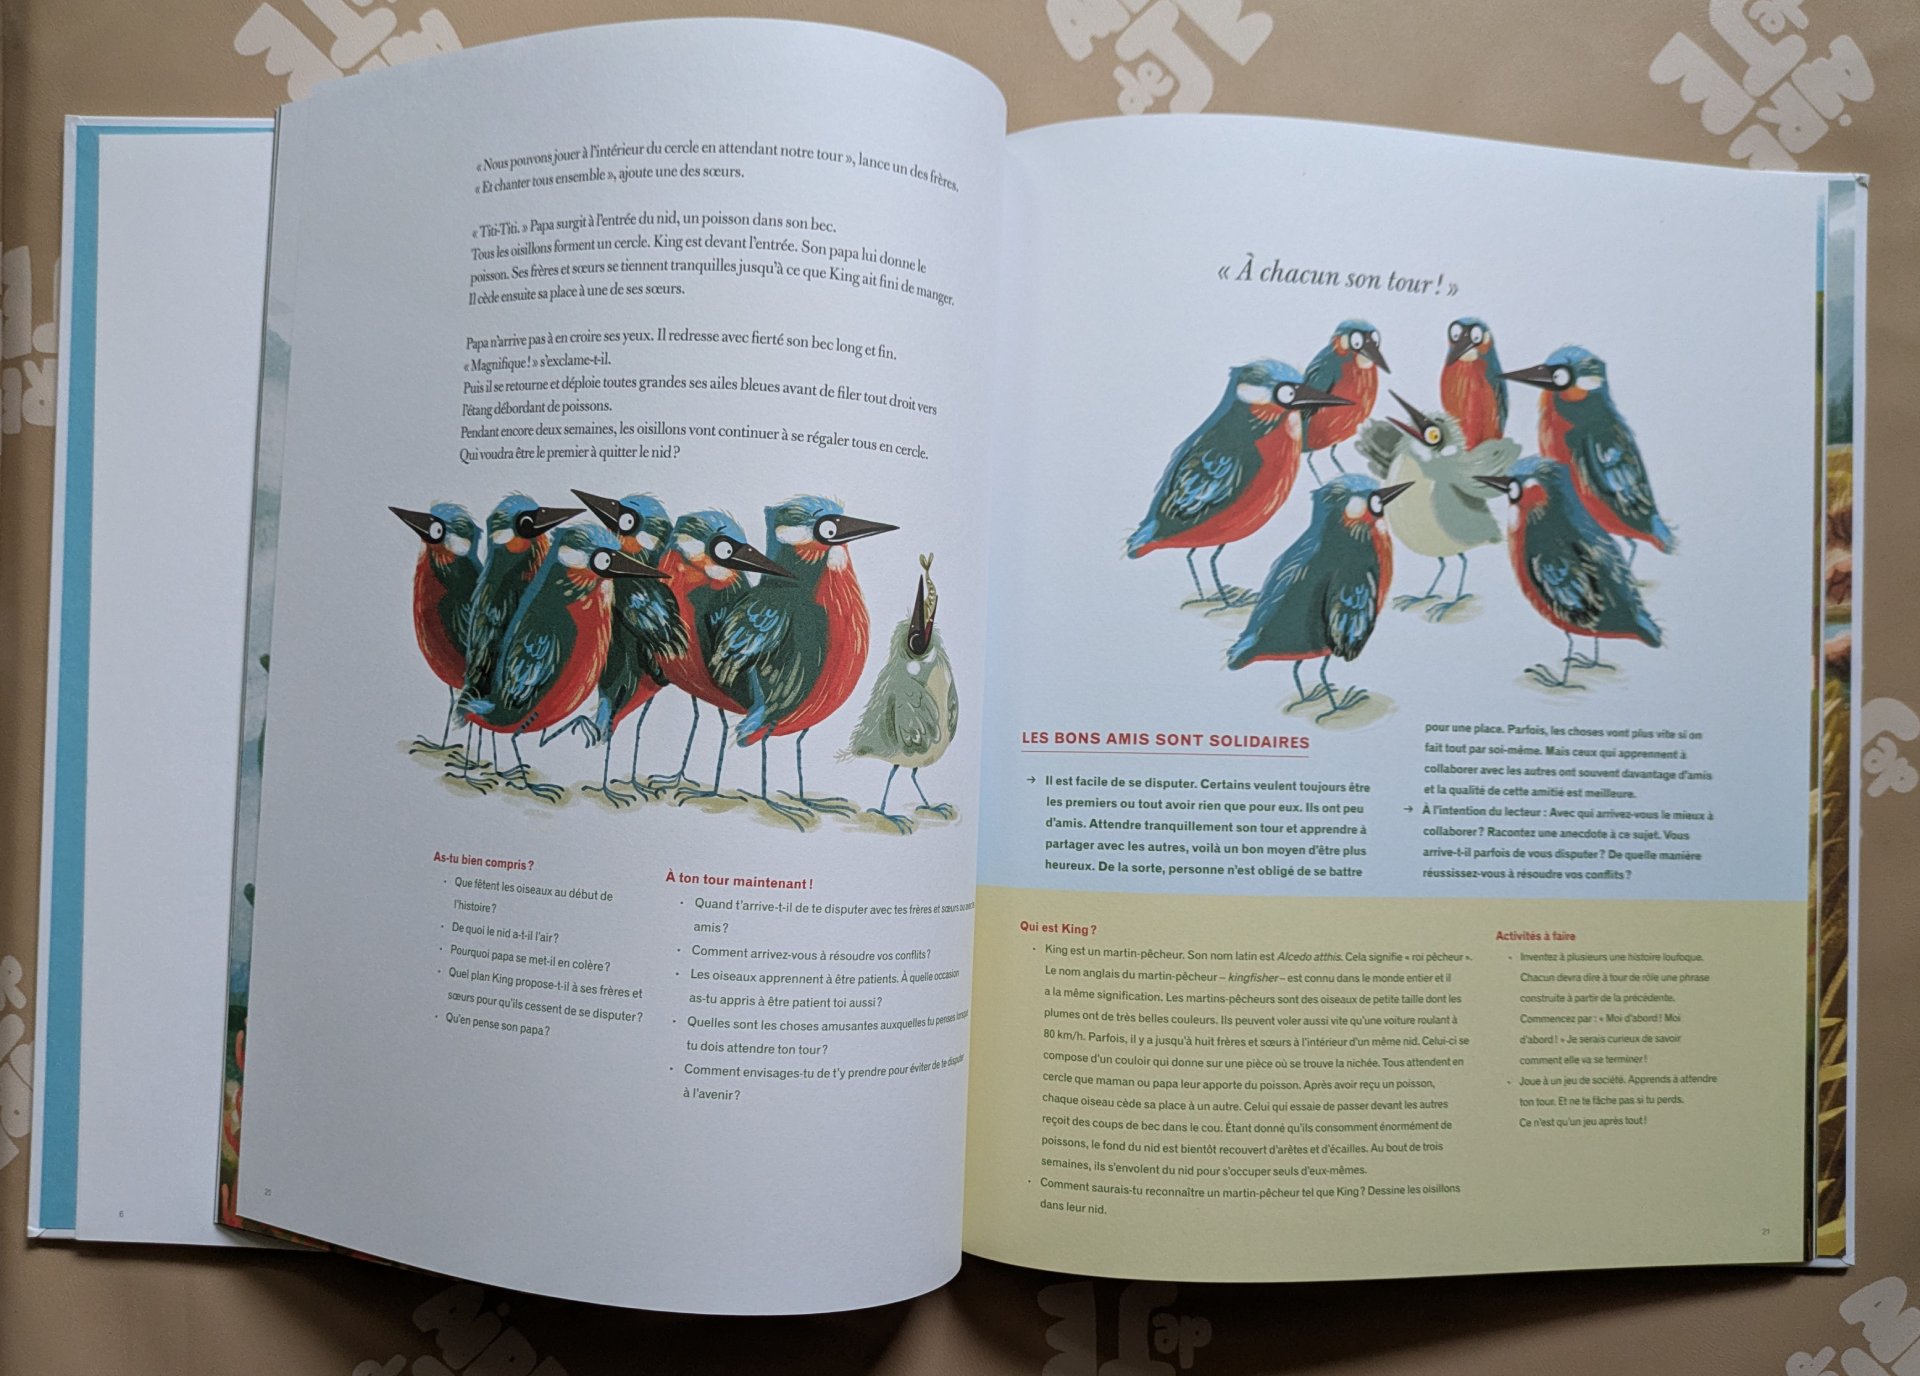 « Nous pouvons jouer à l'intérieur du cercle en attendant notre tour », lance un des frères.
« Et chanter tous ensemble », ajoute une des sœurs.
« Titi-Titi. » Papa surgit à l'entrée du nid, un poisson dans son bec.
Tous les oisillons forment un cercle. King est devant l'entrée. Son papa lui donne le
poisson. Ses frères et sœurs se tiennent tranquilles jusqu'à ce que King ait fini de manger.
Il cède ensuite sa place à une de ses sœurs.
Papa n'arrive pas à en croire ses yeux. Il redresse avec fierté son bec long et fin.
« Magnifique ! » s'exclame-t-il.
Puis il se retourne et déploie toutes grandes ses ailes bleues avant de filer tout droit vers
l'étang débordant de poissons.
Pendant encore deux semaines, les oisillons vont continuer à se régaler tous en cercle.
Qui voudra être le premier à quitter le nid ?
As-tu bien compris ?
• Que fêtent les oiseaux au début de
l'histoire ?
• De quoi le nid a-t-il l'air ?
• Pourquoi papa se met-il en colère ?
• Quel plan King propose-t-il à ses frères et
sœurs pour qu'ils cessent de se disputer ?
• Qu'en pense son papa ?
À ton tour maintenant !
• Quand t'arrive-t-il de te disputer avec tes frères et sœurs ou
amis ?
• Comment arrivez-vous à résoudre vos conflits ?
• Les oiseaux apprennent à être patients. À quelle occasion
as-tu appris à être patient toi aussi ?
• Quelles sont les choses amusantes auxquelles tu penses lorsque
tu dois attendre ton tour ?
• Comment envisages-tu de t'y prendre pour éviter de te disputer
à l'avenir ?
6
« À chacun son tour ! »
LES BONS AMIS SONT SOLIDAIRES
→ Il est facile de se disputer. Certains veulent toujours être
les premiers ou tout avoir rien que pour eux. Ils ont peu
d'amis. Attendre tranquillement son tour et apprendre à
partager avec les autres, voilà un bon moyen d'être plus
heureux. De la sorte, personne n'est obligé de se battre
pour une place. Parfois, les choses vont plus vite si on
fait tout par soi-même. Mais ceux qui apprennent à
collaborer avec les autres ont souvent davantage d'amis
et la qualité de cette amitié est meilleure.
→ À l'intention du lecteur : Avec qui arrivez-vous le mieux à
collaborer ? Racontez une anecdote à ce sujet. Vous
arrive-t-il parfois de vous disputer ? De quelle manière
réussissez-vous à résoudre vos conflits ?
Qui est King ?
• King est un martin-pêcheur. Son nom latin est Alcedo atthis. Cela signifie « roi pêcheur ».
Le nom anglais du martin-pêcheur – kingfisher – est connu dans le monde entier et il
a la même signification. Les martins-pêcheurs sont des oiseaux de petite taille dont les
plumes ont de très belles couleurs. Ils peuvent voler aussi vite qu'une voiture roulant à
80 km/h. Parfois, il y a jusqu'à huit frères et sœurs à l'intérieur d'un même nid. Celui-ci se
compose d'un couloir qui donne sur une pièce où se trouve la nichée. Tous attendent en
cercle que maman ou papa leur apporte du poisson. Après avoir reçu un poisson,
chaque oiseau cède sa place à un autre. Celui qui essaie de passer devant les autres
reçoit des coups de bec dans le cou. Étant donné qu'ils consomment énormément de
poissons, le fond du nid est bientôt recouvert d'arêtes et d'écailles. Au bout de trois
semaines, ils s'envolent du nid pour s'occuper seuls d'eux-mêmes.
• Comment saurais-tu reconnaître un martin-pêcheur tel que King ? Dessine les oisillons
dans leur nid.
Activités à faire
• Inventez à plusieurs une histoire loufoque.
Chacun devra dire à tour de rôle une phrase
construite à partir de la précédente.
Commencez par : « Moi d'abord ! Moi
d'abord ! » Je serais curieux de savoir
comment elle va se terminer !
• Joue à un jeu de société. Apprends à attendre
ton tour. Et ne te fâche pas si tu perds.
Ce n'est qu'un jeu après tout !
21